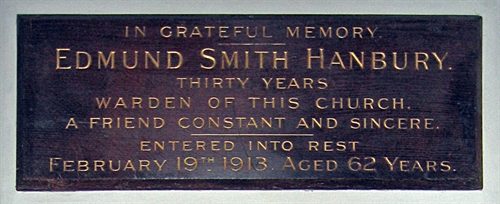 IN GRATEFUL MEMORY.
EDMUND SMITH HANBURY.
THIRTY YEARS
WARDEN OF THIS CHURCH.
A FRIEND CONSTANT AND SINCERE.
ENTERED INTO REST
FEBRUARY 19TH 1913. AGED 62 YEARS.